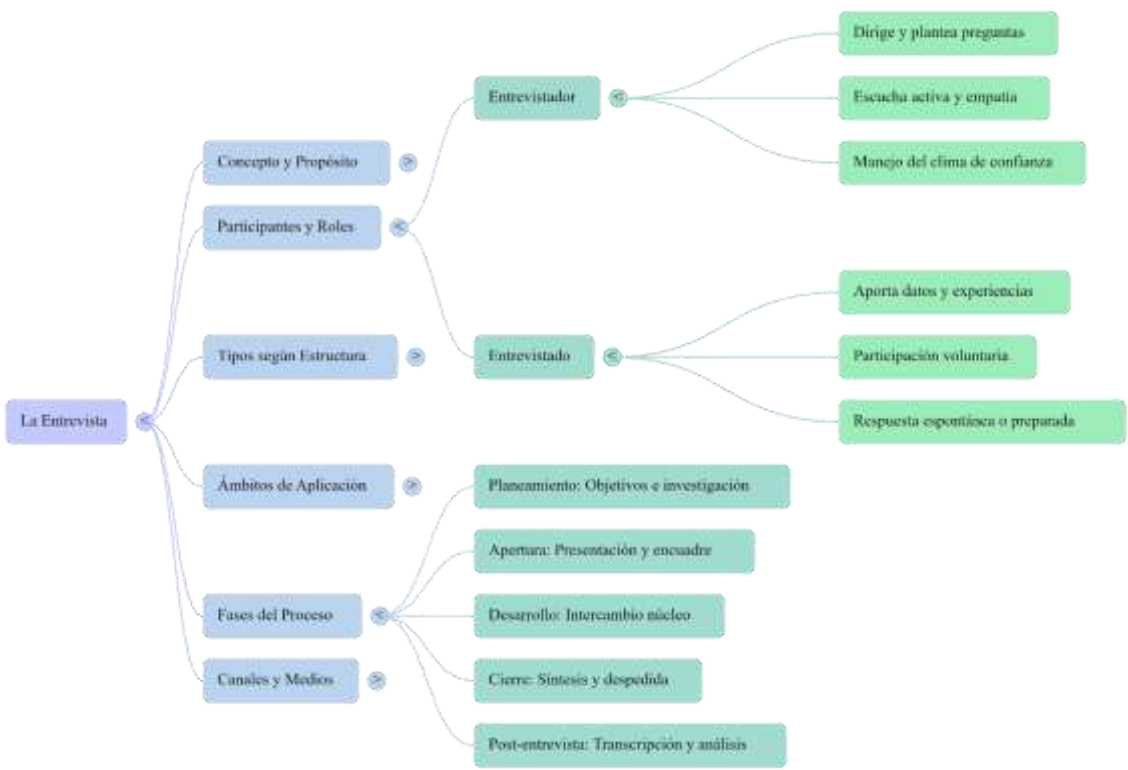 La Entrevista
Concepto y Propósito
Participantes y Roles
Entrevistador
Dirige y plantea preguntas
Escucha activa y empatía
Manejo del clima de confianza
Entrevistado
Aporta datos y experiencias
Participación voluntaria
Respuesta espontánea o preparada
Tipos según Estructura
Ámbitos de Aplicación
Fases del Proceso
Planeamiento: Objetivos e investigación
Apertura: Presentación y encuadre
Desarrollo: Intercambio núcleo
Cierre: Síntesis y despedida
Post-entrevista: Transcripción y análisis
Canales y Medios